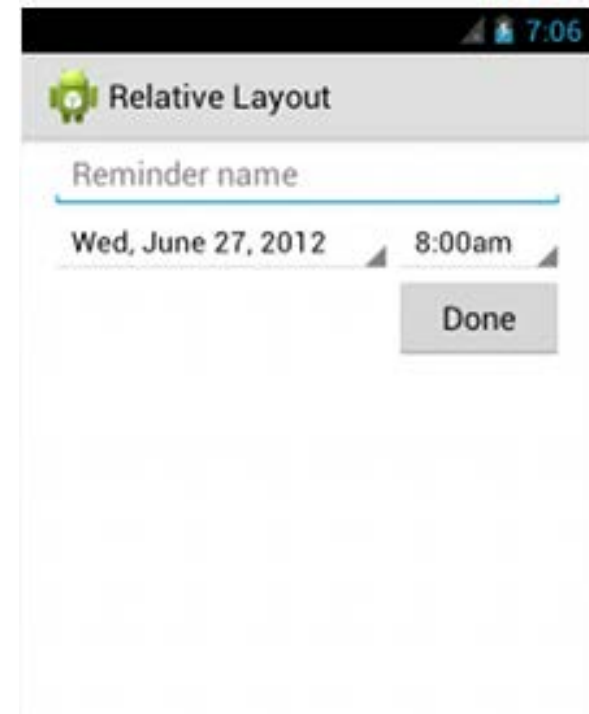 7:06
Relative Layout
Reminder name
Wed, June 27, 2012 8:00am
Done